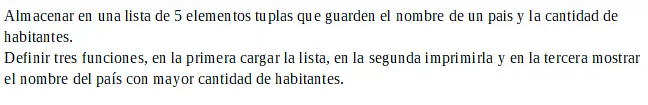 Almacenar en una lista de 5 elementos tuplas que guarden el nombre de un pais y la cantidad de
habitantes.
Definir tres funciones, en la primera cargar la lista, en la segunda imprimirla y en la tercera mostrar
el nombre del país con mayor cantidad de habitantes.